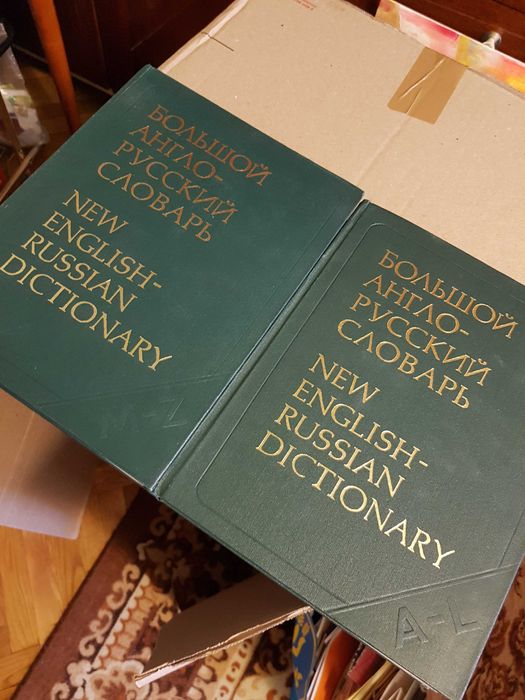 БОЛЬШОЙ
АНГЛО-
РУССКИЙ
СЛОВАРЬ
NEW
ENGLISH-
RUSSIAN
DICTIONARY
M-Z
БОЛЬШОЙ
АНГЛО-
РУССКИЙ
СЛОВАРЬ
NEW
ENGLISH-
RUSSIAN
DICTIONARY
A-L